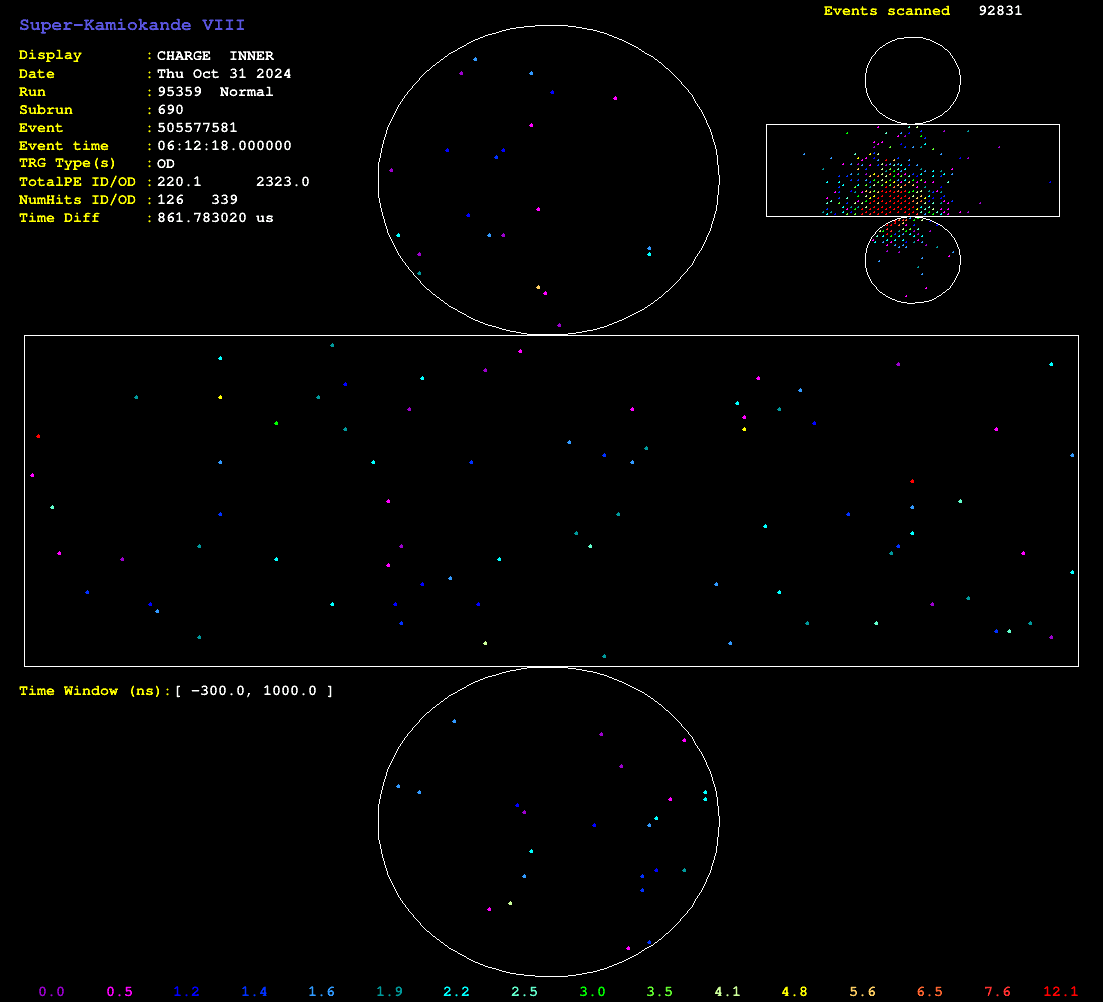 Super-Kamiokande VIII
Events scanned 92831
Display : CHARGE INNER
Date : Thu Oct 31 2024
Run : 95359 Normal
Subrun : 690
Event : 505577581
Event time : 06:12:18.000000
TRG Type(s) : OD
TotalPE ID/OD : 220.1 2323.0
NumHits ID/OD : 126 339
Time Diff : 861.783020 us
Time Window (ns):[ -300.0, 1000.0 ]
0.0 0.5 1.2 1.4 1.6 1.9 2.2 2.5 3.0 3.5 4.1 4.8 5.6 6.5 7.6 12.1